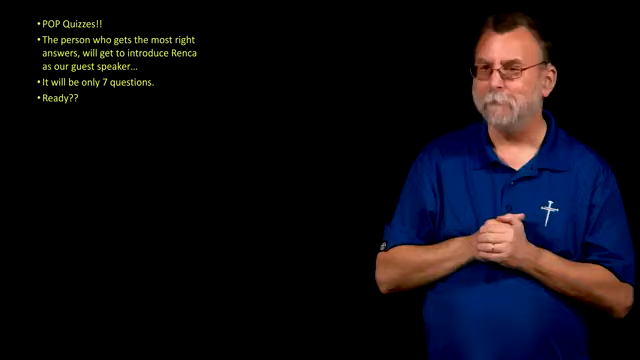 • POP Quizzes!!
• The person who gets the most right
answers, will get to introduce Renca
as our guest speaker…
• It will be only 7 questions.
• Ready??